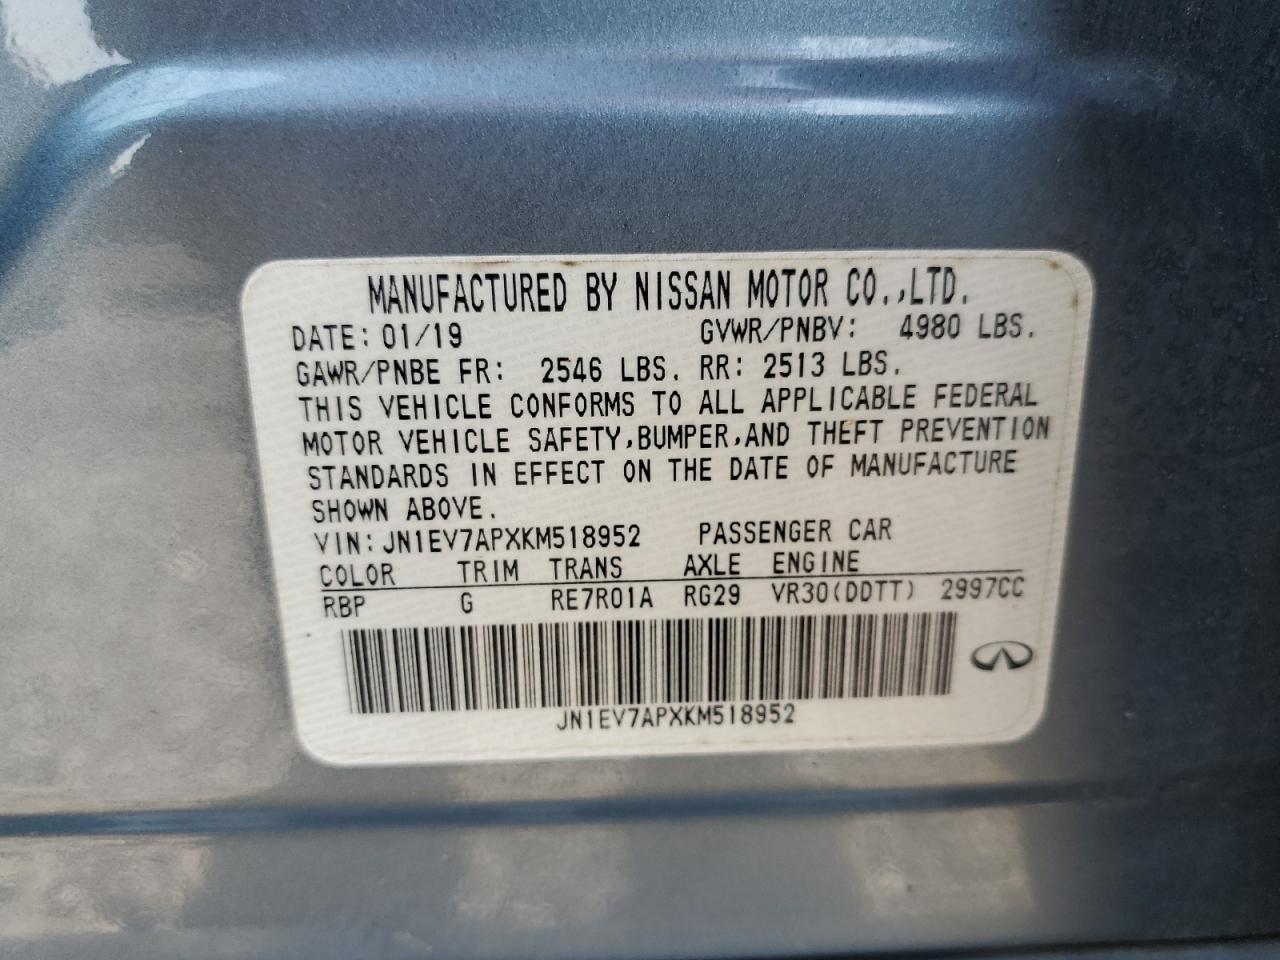 MANUFACTURED BY NISSAN MOTOR CO.,LTD.
DATE: 01/19 GVWR/PNBV: 4980 LBS.
GAWR/PNBE FR: 2546 LBS. RR: 2513 LBS.
THIS VEHICLE CONFORMS TO ALL APPLICABLE FEDERAL
MOTOR VEHICLE SAFETY,BUMPER,AND THEFT PREVENTION
STANDARDS IN EFFECT ON THE DATE OF MANUFACTURE
SHOWN ABOVE.
VIN: JN1EV7APXKM518952 PASSENGER CAR
COLOR TRIM TRANS AXLE ENGINE
RBP G RE7R01A RG29 VR30(DDTT) 2997CC
JN1EV7APXKM518952